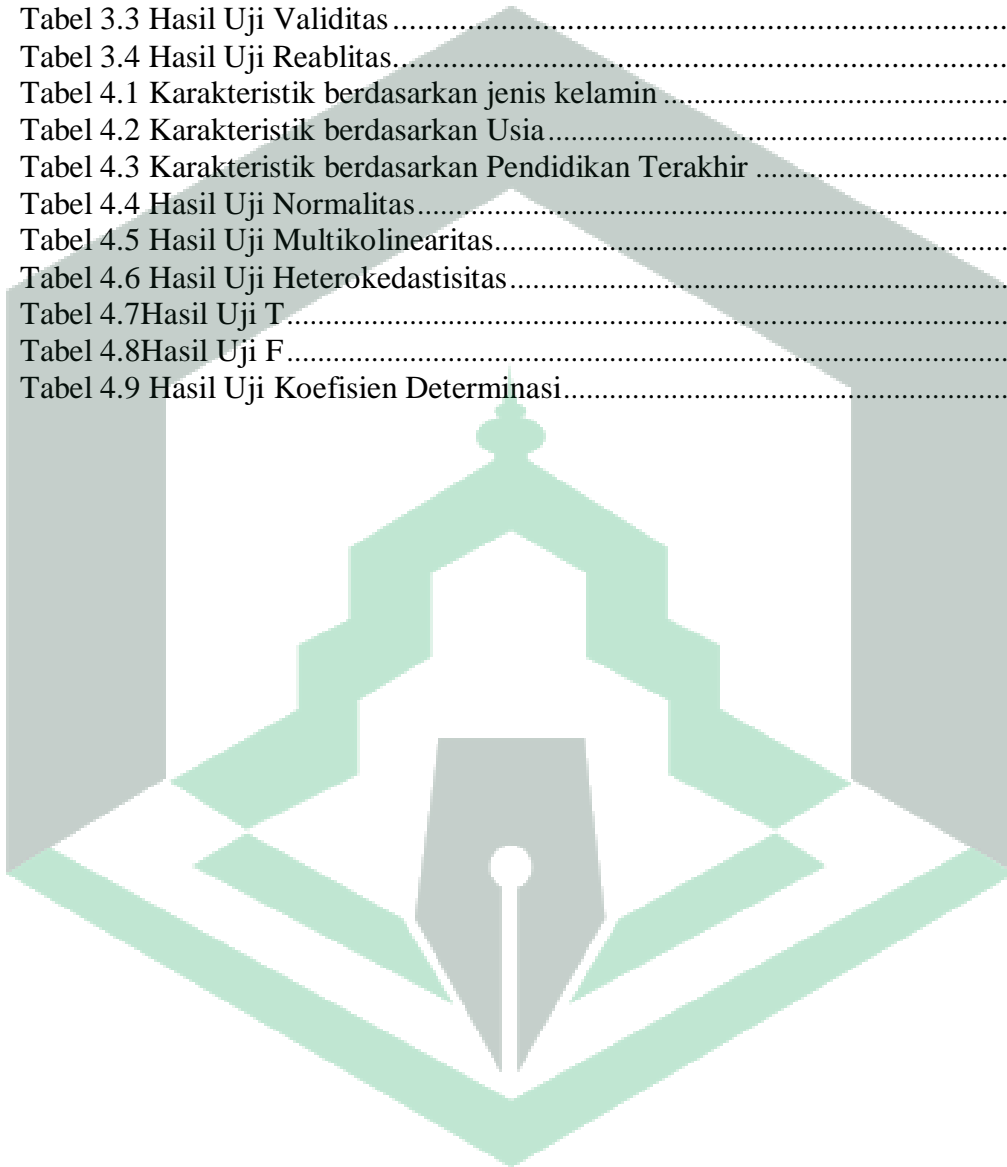 Tabel 3.3 Hasil Uji Validitas....................................................................................
Tabel 3.4 Hasil Uji Reablitas....................................................................................
Tabel 4.1 Karakteristik berdasarkan jenis kelamin................................................
Tabel 4.2 Karakteristik berdasarkan Usia...............................................................
Tabel 4.3 Karakteristik berdasarkan Pendidikan Terakhir....................................
Tabel 4.4 Hasil Uji Normalitas.................................................................................
Tabel 4.5 Hasil Uji Multikolinearitas.......................................................................
Tabel 4.6 Hasil Uji Heterokedastisitas.....................................................................
Tabel 4.7Hasil Uji T..................................................................................................
Tabel 4.8Hasil Uji F..................................................................................................
Tabel 4.9 Hasil Uji Koefisien Determinasi.............................................................